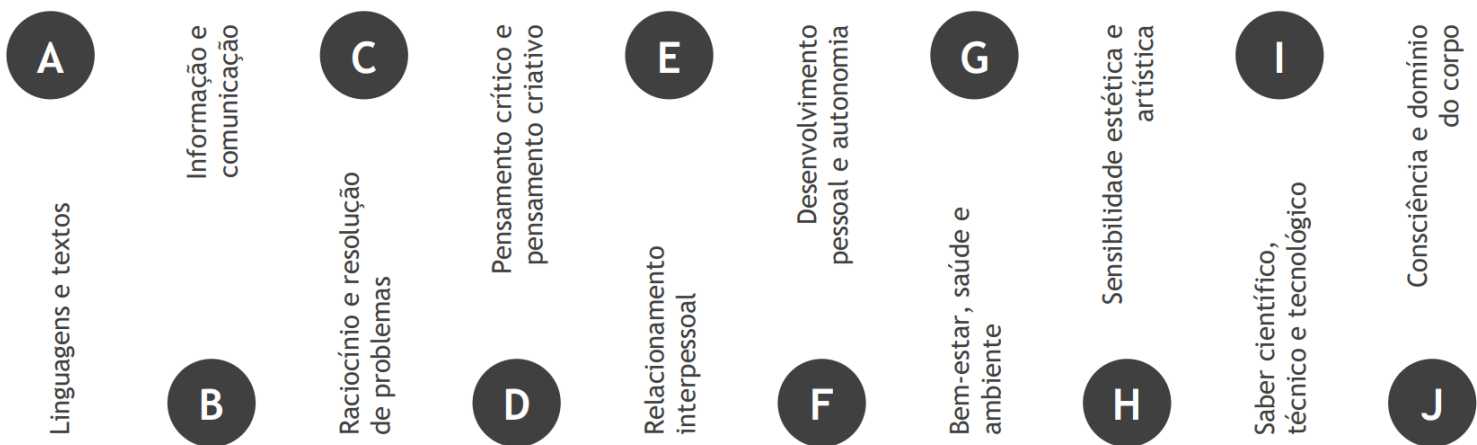 A
Linguagens e textos
B
Informação e
comunicação
C
Raciocínio e resolução
de problemas
D
Pensamento crítico e
pensamento criativo
E
Relacionamento
interpessoal
F
Desenvolvimento
pessoal e autonomia
G
Bem-estar, saúde e
ambiente
H
Sensibilidade estética e
artística
I
Saber científico,
técnico e tecnológico
J
Consciência e domínio
do corpo